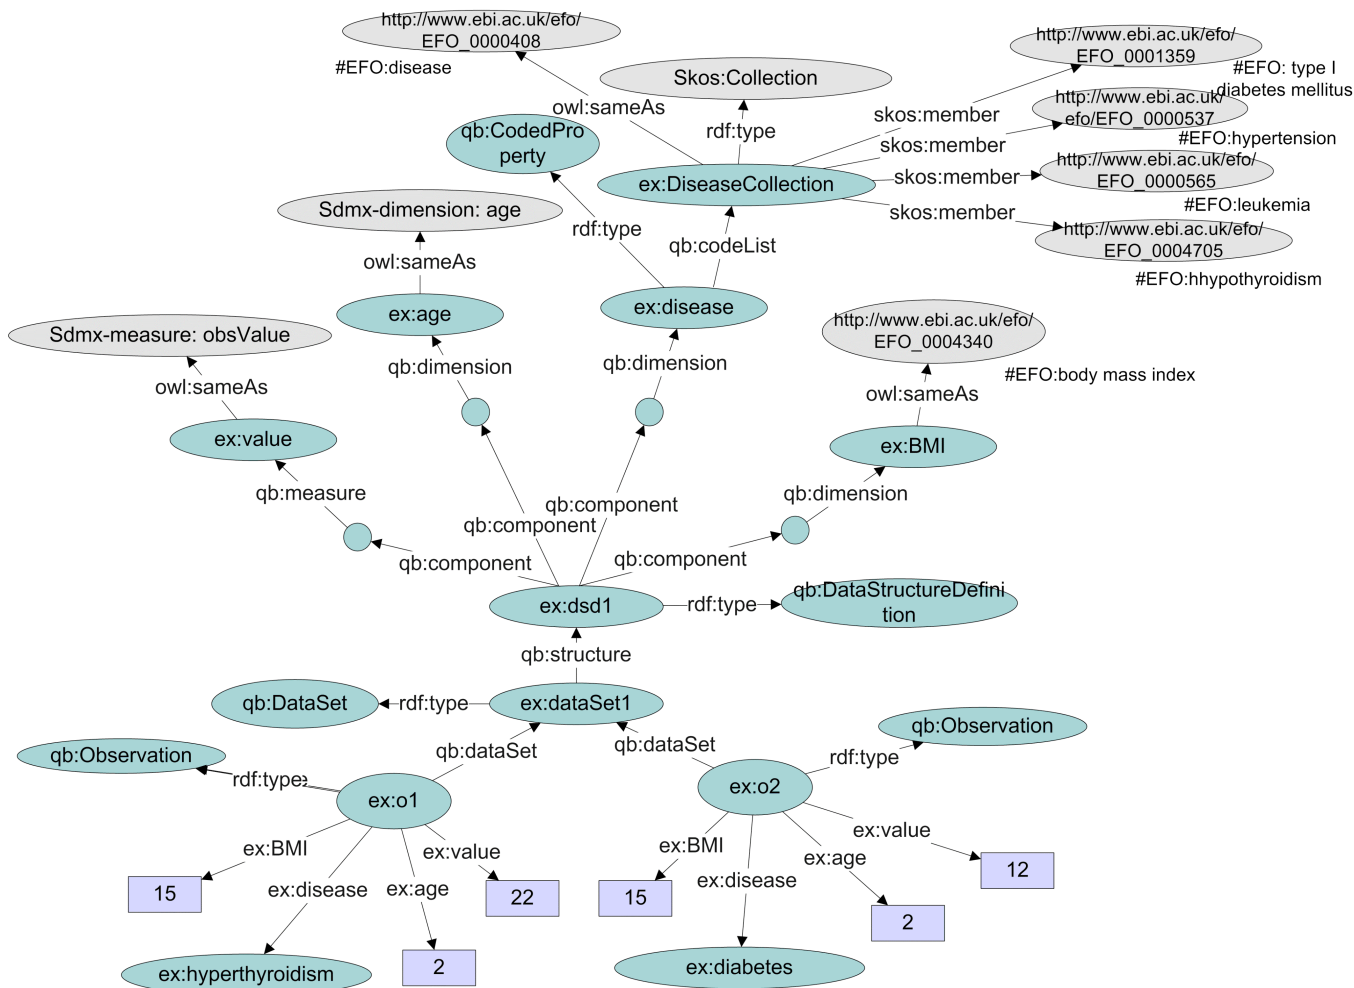 http://www.ebi.ac.uk/efo/
EFO_0000408
#EFO:disease
http://www.ebi.ac.uk/efo/
EFO_0001359
#EFO: type I
diabetes mellitus
Skos:Collection
owl:sameAs
rdf:type
skos:member
http://www.ebi.ac.uk/
efo/EFO_0000537
#EFO:hypertension
qb:CodedPro
perty
skos:member
ex:DiseaseCollection
skos:member
http://www.ebi.ac.uk/efo/
EFO_0000565
#EFO:leukemia
Sdmx-dimension: age
rdf:type
skos:member
http://www.ebi.ac.uk/efo/
EFO_0004705
#EFO:hhypothyroidism
owl:sameAs
qb:codeList
ex:age
ex:disease
Sdmx-measure: obsValue
http://www.ebi.ac.uk/efo/
EFO_0004340
#EFO:body mass index
qb:dimension
qb:dimension
owl:sameAs
owl:sameAs
ex:value
ex:BMI
qb:measure
qb:component
qb:component
qb:dimension
qb:component
qb:component
ex:dsd1
rdf:type
qb:DataStructureDefini
tion
qb:structure
qb:DataSet
rdf:type
ex:dataSet1
qb:Observation
qb:dataSet
qb:dataSet
qb:Observation
rdf:type
rdf:type
ex:o1
ex:o2
ex:BMI
ex:disease
ex:age
ex:value
ex:BMI
ex:disease
ex:age
ex:value
15
22
15
12
2
2
ex:hyperthyroidism
ex:diabetes